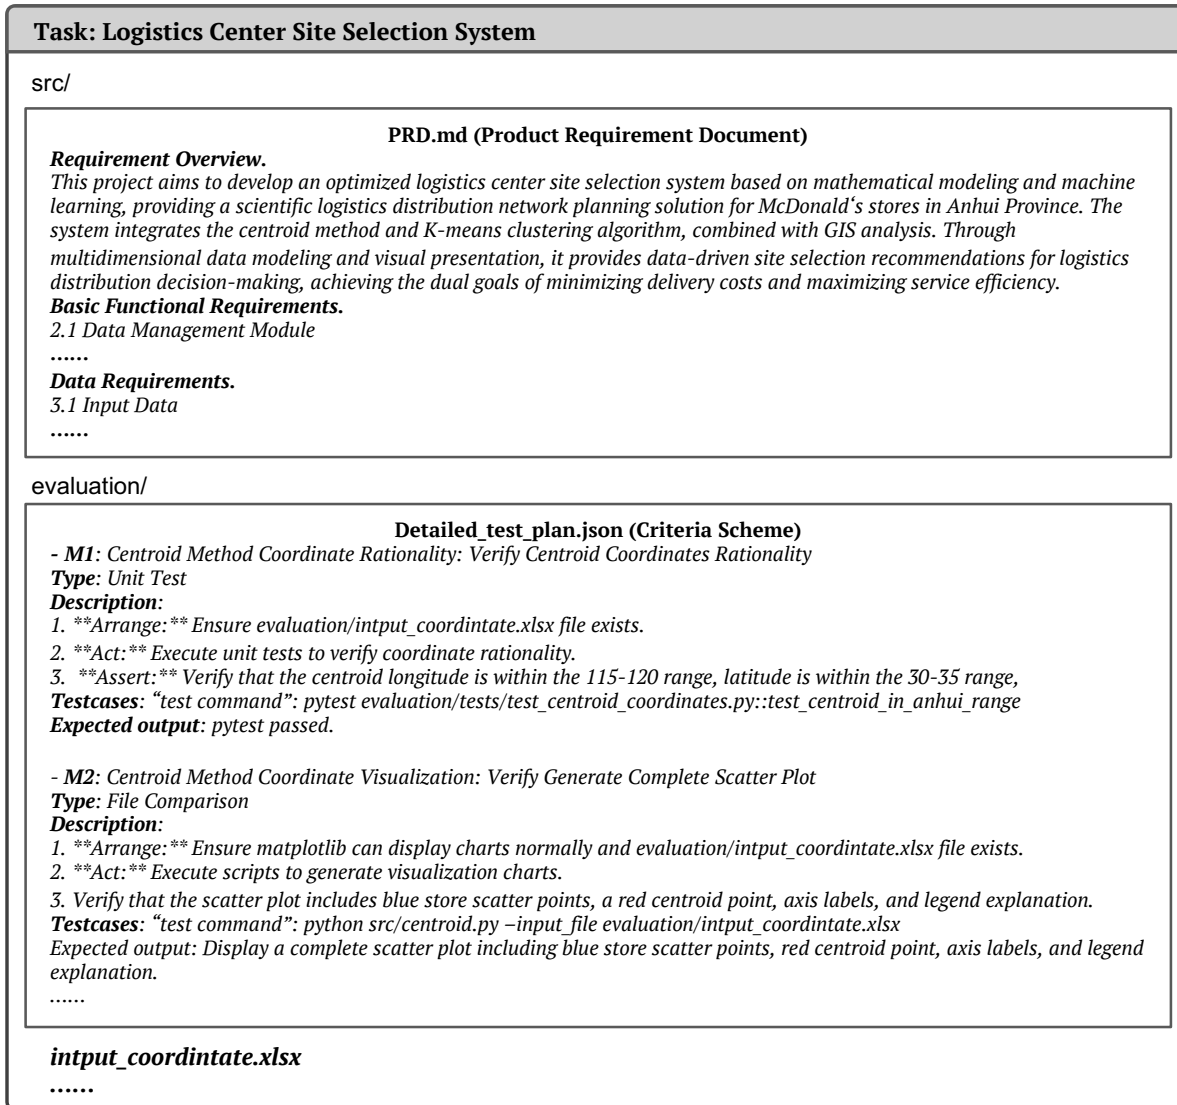 Task: Logistics Center Site Selection System
src/
PRD.md (Product Requirement Document)
Requirement Overview.
This project aims to develop an optimized logistics center site selection system based on mathematical modeling and machine
learning, providing a scientific logistics distribution network planning solution for McDonald‘s stores in Anhui Province. The
system integrates the centroid method and K-means clustering algorithm, combined with GIS analysis. Through
multidimensional data modeling and visual presentation, it provides data-driven site selection recommendations for logistics
distribution decision-making, achieving the dual goals of minimizing delivery costs and maximizing service efficiency.
Basic Functional Requirements.
2.1 Data Management Module
……
Data Requirements.
3.1 Input Data
……
evaluation/
Detailed_test_plan.json (Criteria Scheme)
- M1: Centroid Method Coordinate Rationality: Verify Centroid Coordinates Rationality
Type: Unit Test
Description:
1. **Arrange:** Ensure evaluation/intput_coordintate.xlsx file exists.
2. **Act:** Execute unit tests to verify coordinate rationality.
3. **Assert:** Verify that the centroid longitude is within the 115-120 range, latitude is within the 30-35 range,
Testcases: “test command”: pytest evaluation/tests/test_centroid_coordinates.py::test_centroid_in_anhui_range
Expected output: pytest passed.
- M2: Centroid Method Coordinate Visualization: Verify Generate Complete Scatter Plot
Type: File Comparison
Description:
1. **Arrange:** Ensure matplotlib can display charts normally and evaluation/intput_coordintate.xlsx file exists.
2. **Act:** Execute scripts to generate visualization charts.
3. Verify that the scatter plot includes blue store scatter points, a red centroid point, axis labels, and legend explanation.
Testcases: “test command”: python src/centroid.py –input_file evaluation/intput_coordintate.xlsx
Expected output: Display a complete scatter plot including blue store scatter points, red centroid point, axis labels, and legend
explanation.
……
intput_coordintate.xlsx
……